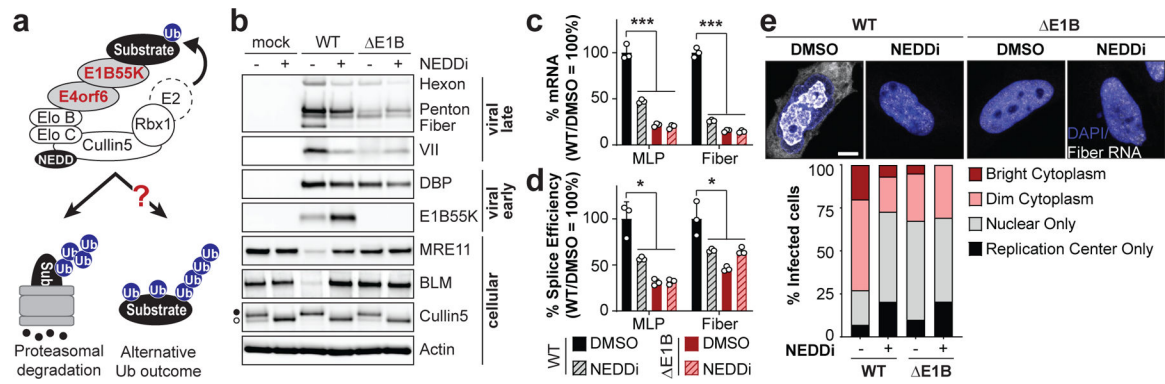 a
Ub
Substrate
E1B55K
E4orf6
E2
Elo B
Elo C
Rbx1
Cullin5
NEDD
?
Sub
Ub
Ub
Ub
Ub
Ub
Ub
Ub
Ub
Ub
Ub
Substrate
Proteasomal
degradation
Alternative
Ub outcome
b
mock WT ΔE1B
- + - + - + NEDDi
Hexon
Penton
Fiber
VII
viral
late
DBP
E1B55K
viral
early
MRE11
BLM
Cullin5
Actin
cellular
c
% mRNA
(WT/DMSO = 100%)
100
50
0
*** ***
MLP Fiber
d
% Splice Efficiency
(WT/DMSO = 100%)
100
50
0
* *
MLP Fiber
WT
DMSO
NEDDi
ΔE1B
DMSO
NEDDi
e
WT ΔE1B
DMSO NEDDi DMSO NEDDi
DAPI/
Fiber RNA
% Infected cells
100
75
50
25
0
Bright Cytoplasm
Dim Cytoplasm
Nuclear Only
Replication Center Only
NEDDi - + - +
WT ΔE1B